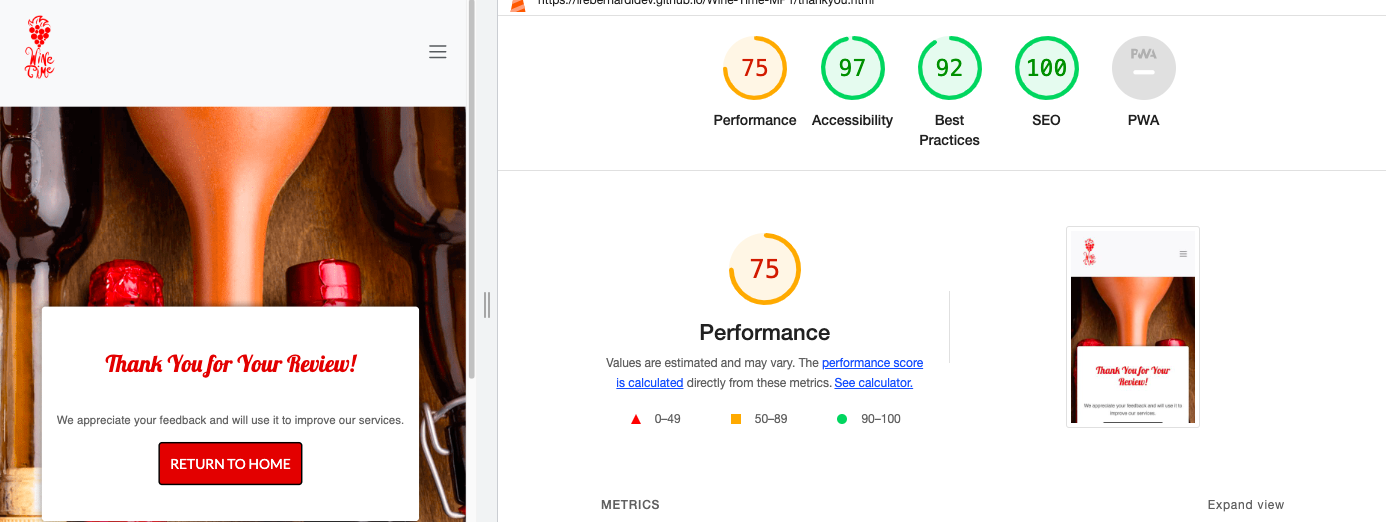 Wine
Time
Thank You for Your Review!
We appreciate your feedback and will use it to improve our services.
RETURN TO HOME
https://irebernardidev.github.io/Wine-Time-MP1/thankyou.html
75
97
92
100
PWA
Performance
Accessibility
Best
Practices
SEO
PWA
75
Performance
Values are estimated and may vary. The performance score
is calculated directly from these metrics. See calculator.
0–49
50–89
90–100
Wine
Time
Thank You for Your
Review!
We appreciate your feedback and will use it to
improve our services.
METRICS
Expand view